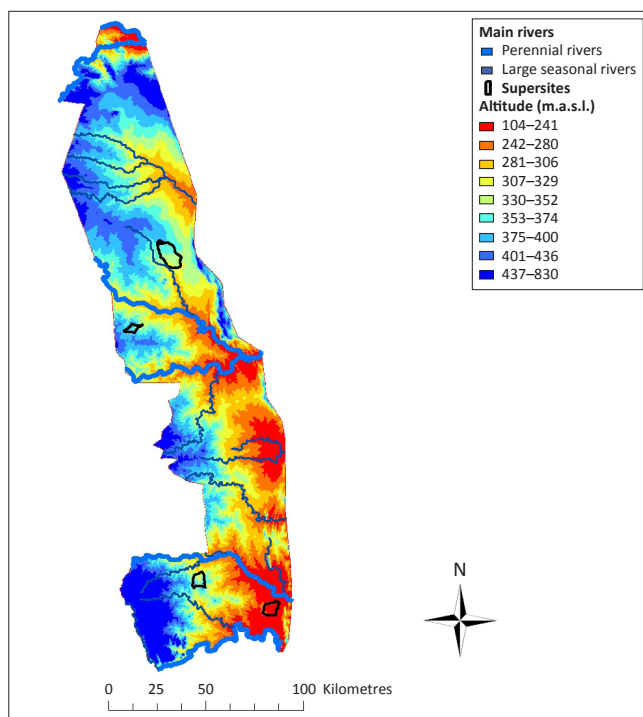 Main rivers
Perennial rivers
Large seasonal rivers
Supersites
Altitude (m.a.s.l.)
104–241
242–280
281–306
307–329
330–352
353–374
375–400
401–436
437–830
N
0 25 50 100 Kilometres